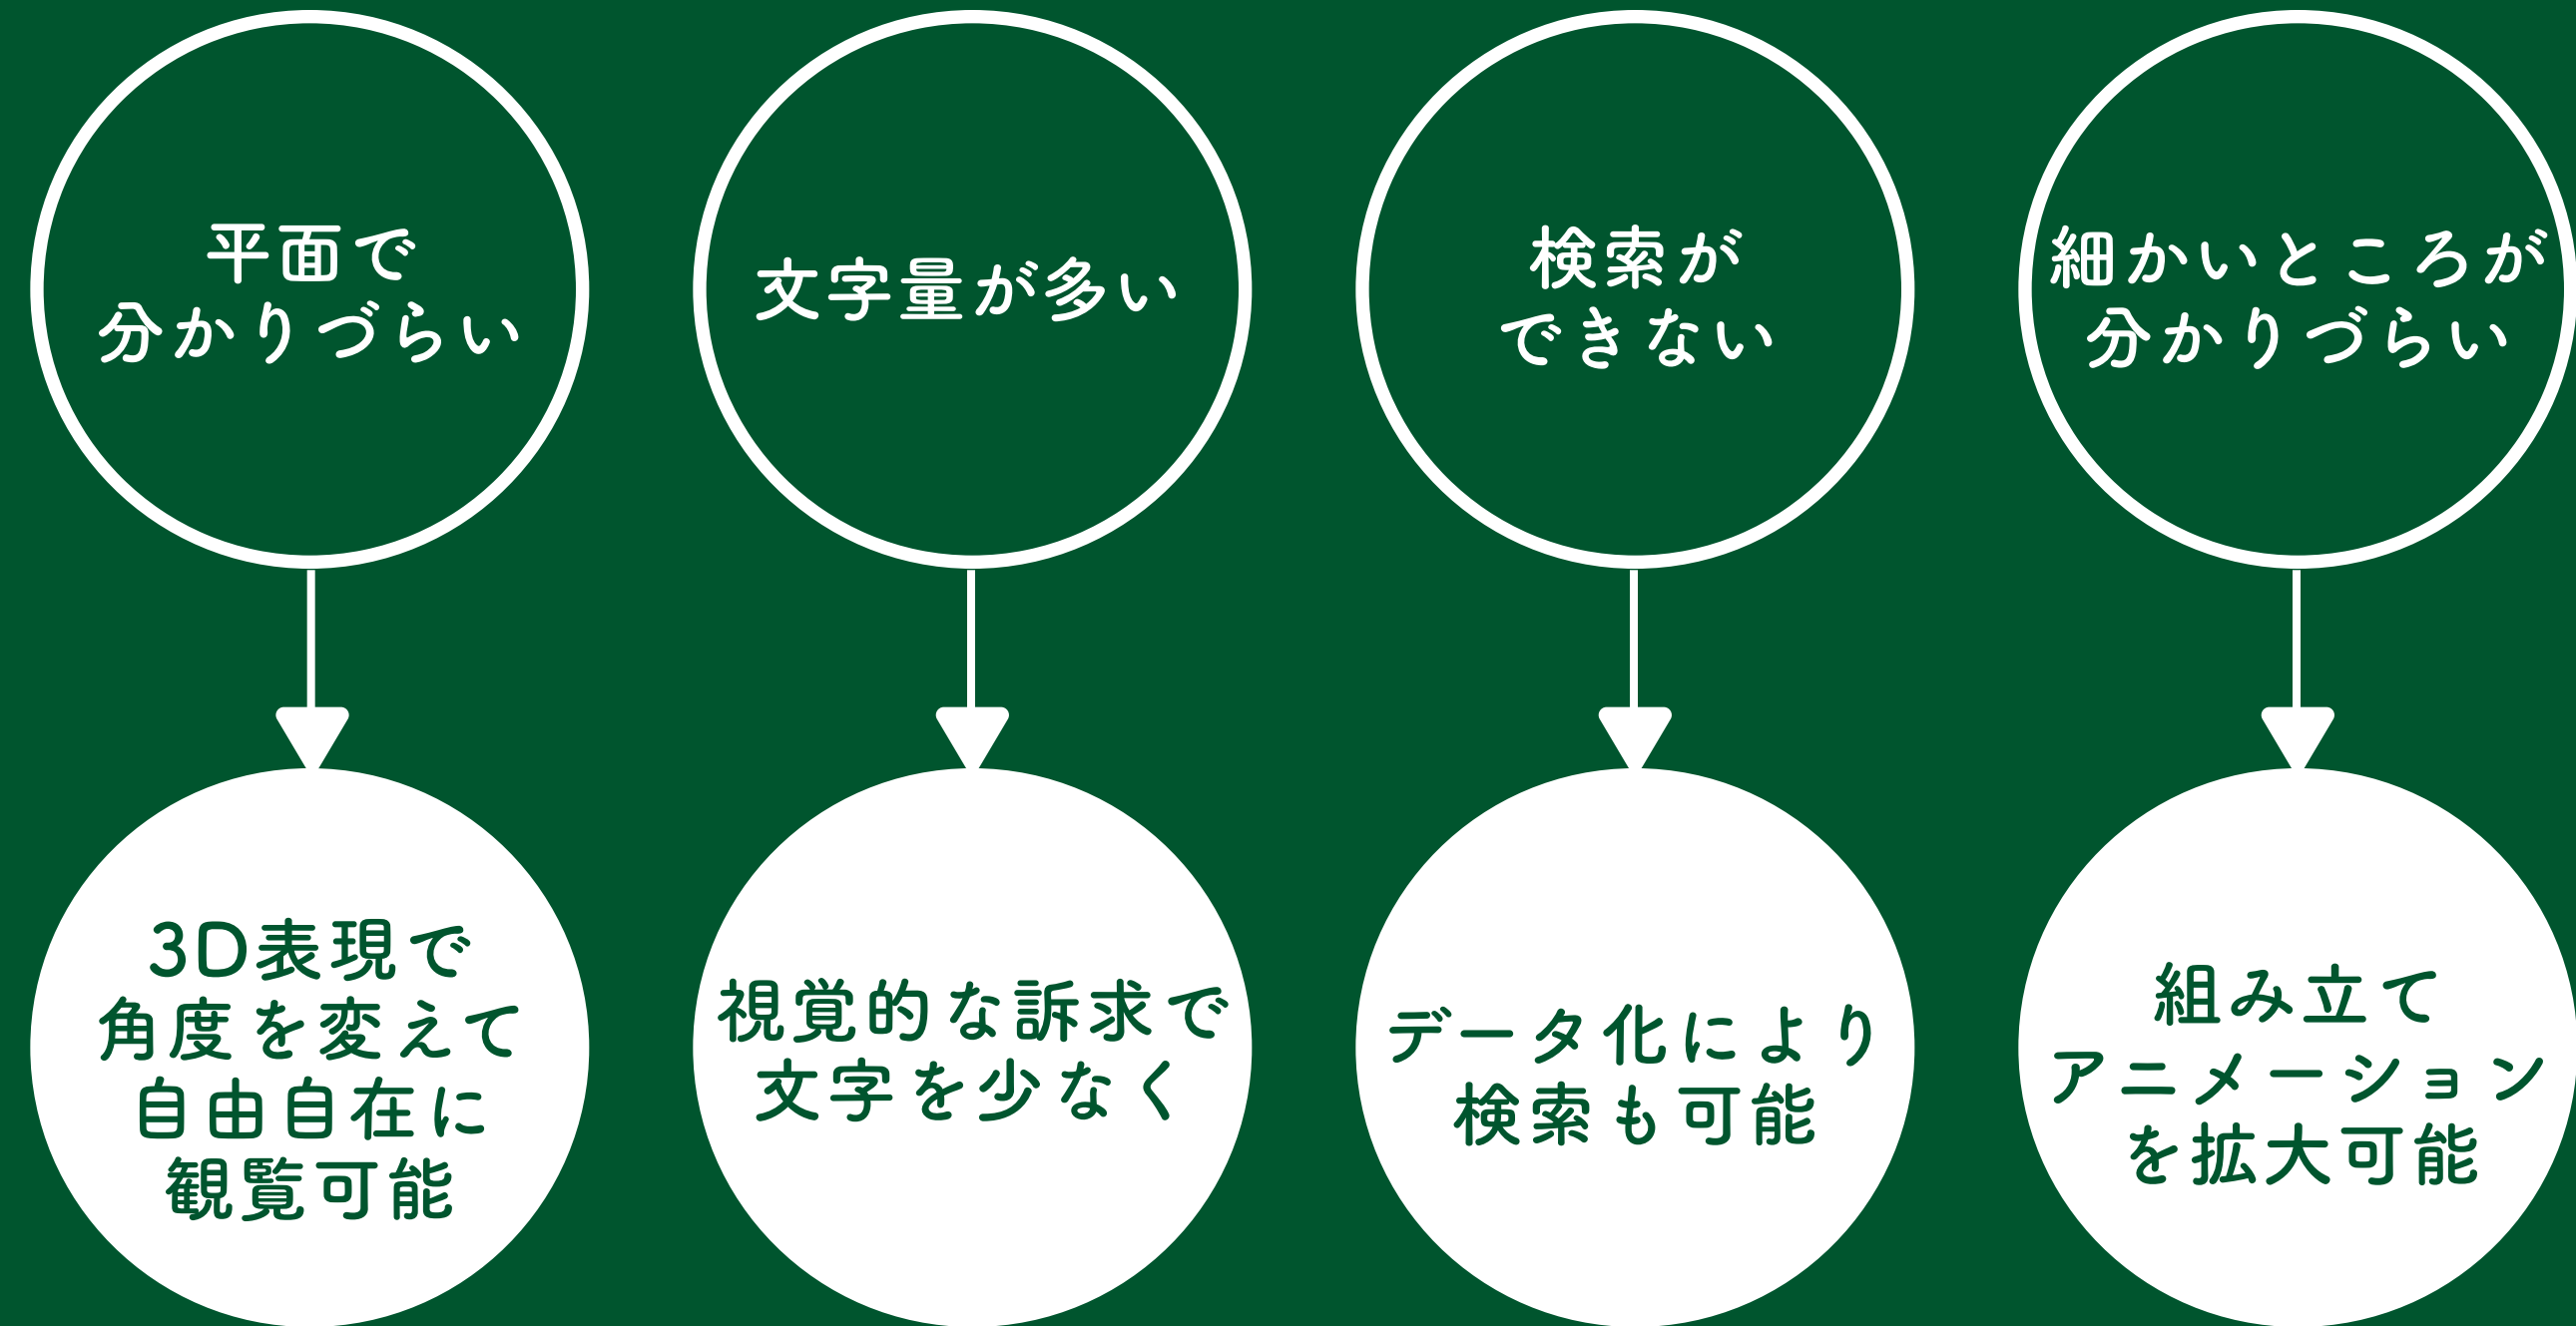 平面で
分かりづらい
文字量が多い
検索が
できない
細かいところが
分かりづらい
3D表現で
角度を変えて
自由自在に
観覧可能
視覚的な訴求で
文字を少なく
データ化により
検索も可能
組み立て
アニメーション
を拡大可能